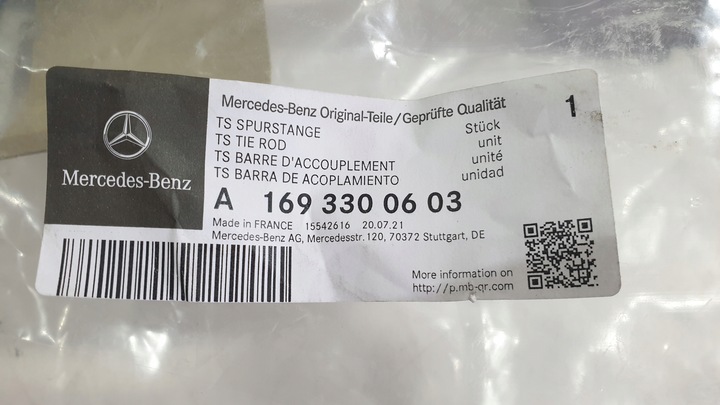 Mercedes-Benz
Mercedes-Benz Original-Teile/Geprüfte Qualität
1
TS SPURSTANGE Stück
TS TIE ROD unit
TS BARRE D'ACCOUPLEMENT unité
TS BARRA DE ACOPLAMIENTO unidad
A 169 330 06 03
Made in FRANCE 15542616 20.07.21
Mercedes-Benz AG, Mercedesstr.120, 70372 Stuttgart, DE
More information on
http://p.mb-qr.com